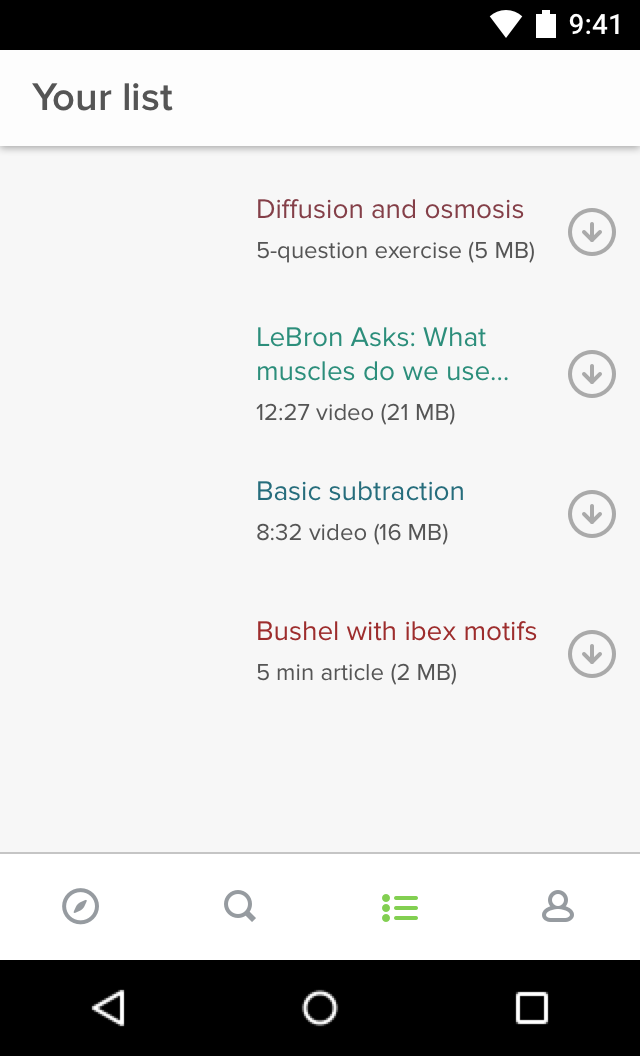 9:41
Your list
Diffusion and osmosis
5-question exercise (5 MB)
LeBron Asks: What
muscles do we use...
12:27 video (21 MB)
Basic subtraction
8:32 video (16 MB)
Bushel with ibex motifs
5 min article (2 MB)